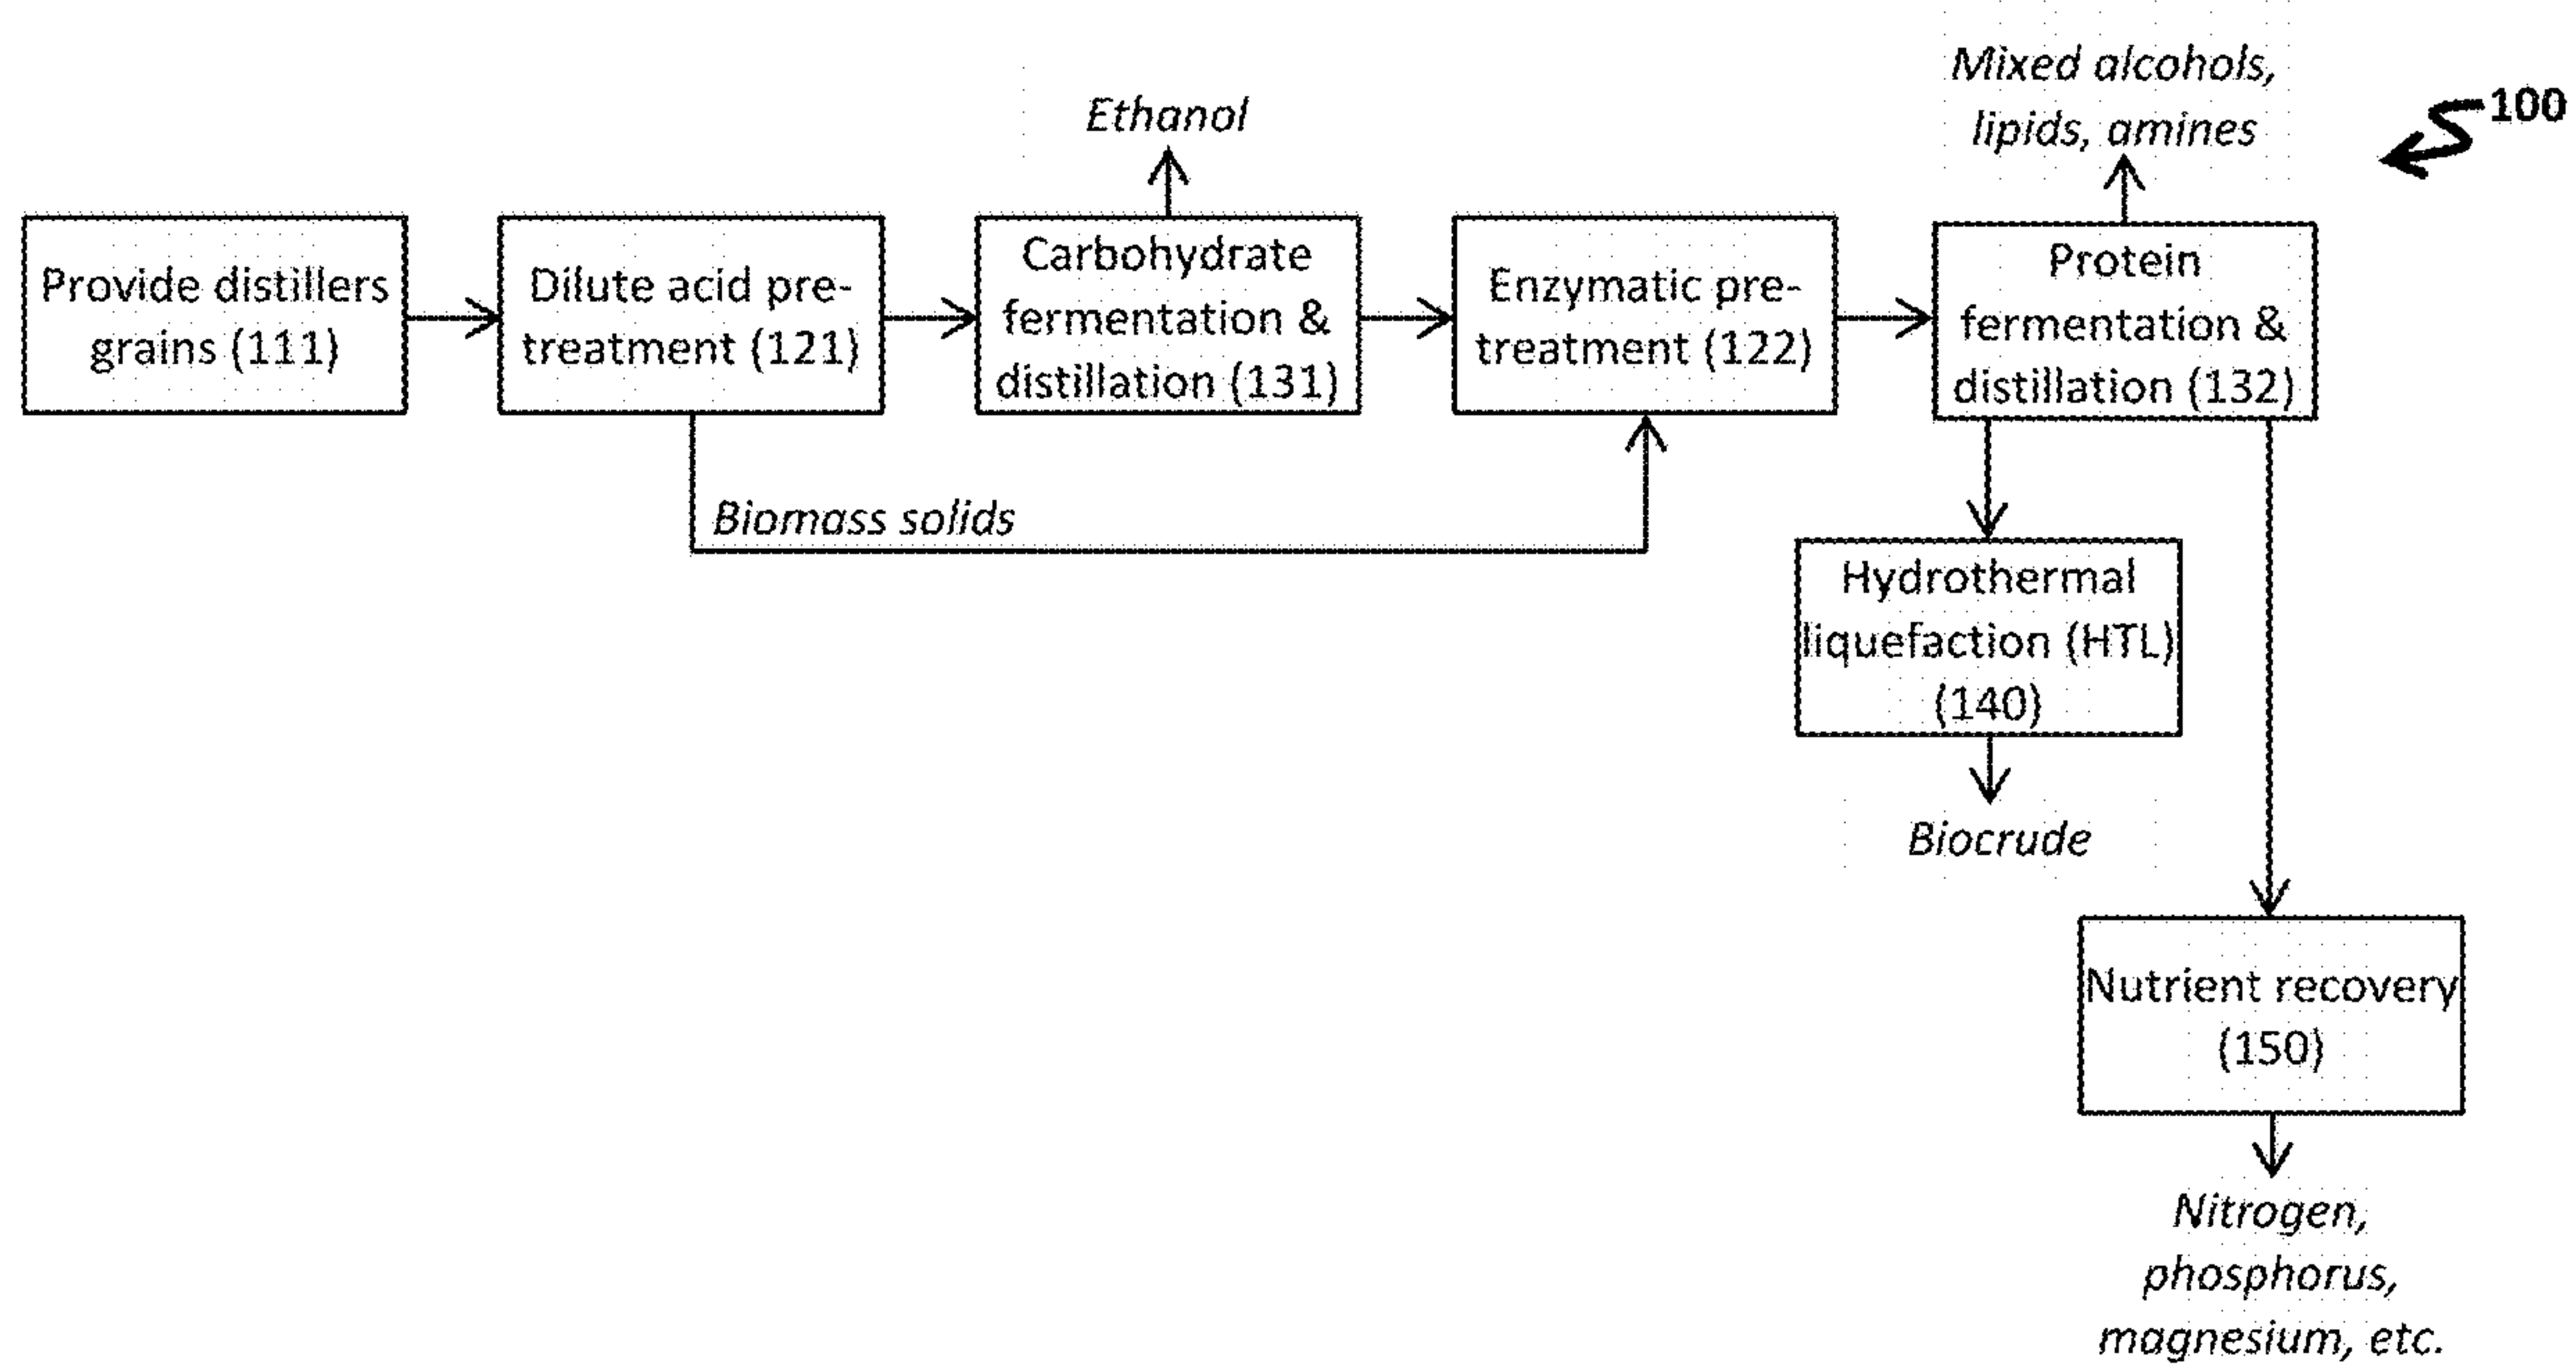 Mixed alcohols,
lipids, amines
100
Ethanol
Provide distillers
grains (111)
Dilute acid pre-
treatment (121)
Carbohydrate
fermentation &
distillation (131)
Enzymatic pre-
treatment (122)
Protein
fermentation &
distillation (132)
Biomass solids
Hydrothermal
liquefaction (HTL)
(140)
Biocrude
Nutrient recovery
(150)
Nitrogen,
phosphorus,
magnesium, etc.